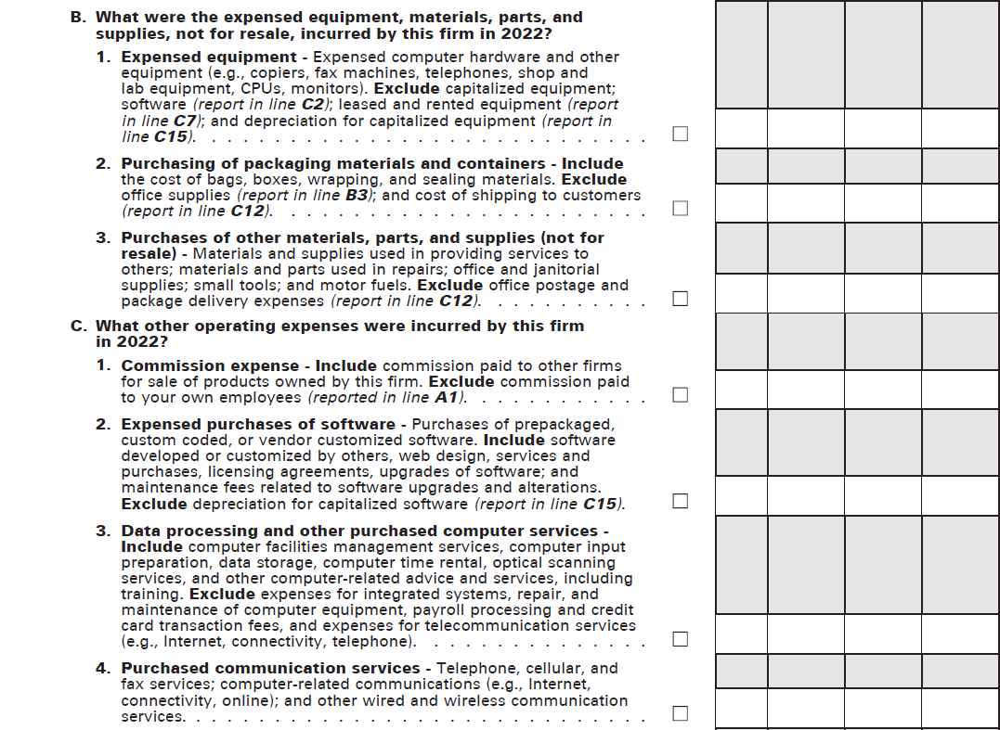 B. What were the expensed equipment, materials, parts, and
supplies, not for resale, incurred by this firm in 2022?
1. Expensed equipment - Expensed computer hardware and other
equipment (e.g., copiers, fax machines, telephones, shop and
lab equipment, CPUs, monitors). Exclude capitalized equipment;
software (report in line C2); leased and rented equipment (report
in line C7); and depreciation for capitalized equipment (report in
line C15). . . . . . . . . . . . . . . . . . . . . . . . . . . . .
2. Purchasing of packaging materials and containers - Include
the cost of bags, boxes, wrapping, and sealing materials. Exclude
office supplies (report in line B3); and cost of shipping to customers
(report in line C12). . . . . . . . . . . . . . . . . . . . . . . .
3. Purchases of other materials, parts, and supplies (not for
resale) - Materials and supplies used in providing services to
others; materials and parts used in repairs; office and janitorial
supplies; small tools; and motor fuels. Exclude office postage and
package delivery expenses (report in line C12). . . . . . . . . . .
C. What other operating expenses were incurred by this firm
in 2022?
1. Commission expense - Include commission paid to other firms
for sale of products owned by this firm. Exclude commission paid
to your own employees (reported in line A1). . . . . . . . . . . .
2. Expensed purchases of software - Purchases of prepackaged,
custom coded, or vendor customized software. Include software
developed or customized by others, web design, services and
purchases, licensing agreements, upgrades of software; and
maintenance fees related to software upgrades and alterations.
Exclude depreciation for capitalized software (report in line C15).
3. Data processing and other purchased computer services -
Include computer facilities management services, computer input
preparation, data storage, computer time rental, optical scanning
services, and other computer-related advice and services, including
training. Exclude expenses for integrated systems, repair, and
maintenance of computer equipment, payroll processing and credit
card transaction fees, and expenses for telecommunication services
(e.g., Internet, connectivity, telephone). . . . . . . . . . . . . . .
4. Purchased communication services - Telephone, cellular, and
fax services; computer-related communications (e.g., Internet,
connectivity, online); and other wired and wireless communication
services. . . . . . . . . . . . . . . . . . . . . . . . . . . . . .